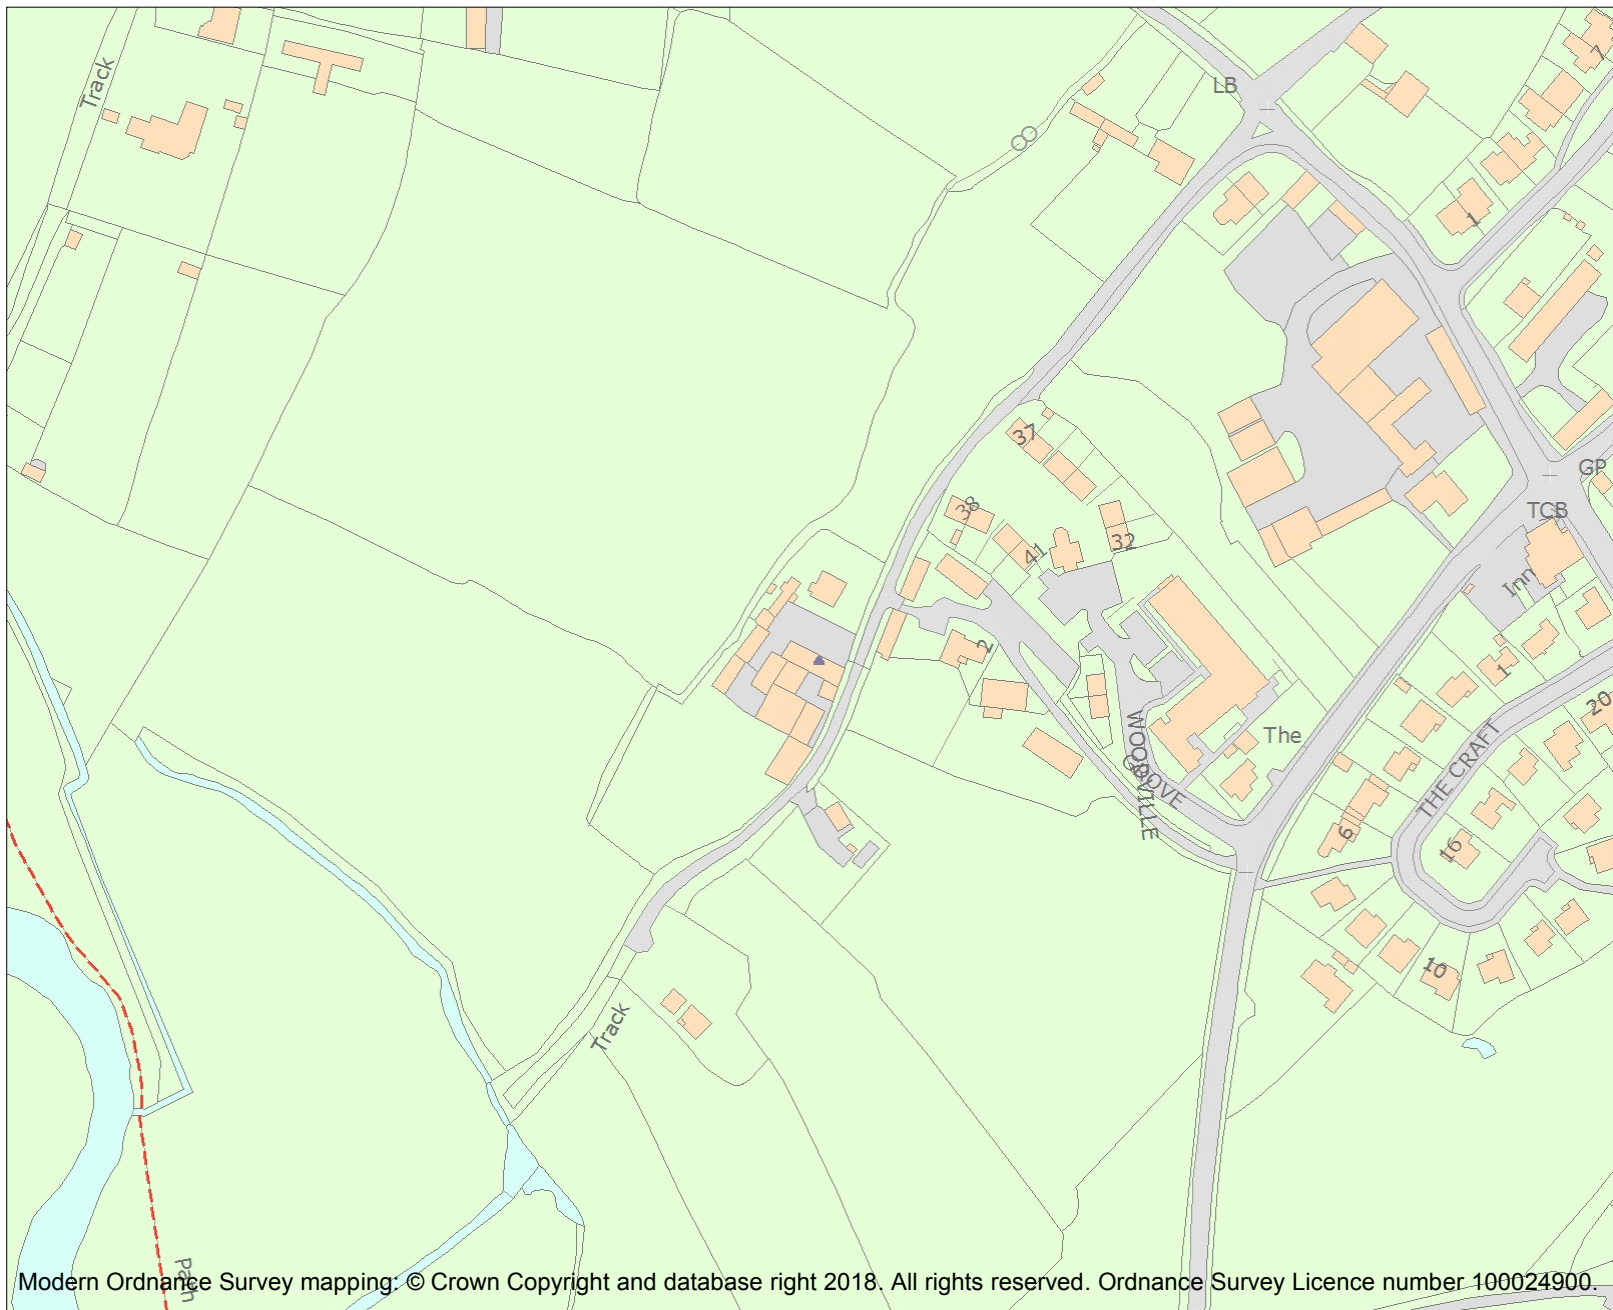 Track
LB
7
1
37
38
41
32
GP
TCB
Inn
2
1
20
The
WOODVILLE
GROVE
THE CRAFT
6
16
10
Track
Path
Modern Ordnance Survey mapping: © Crown Copyright and database right 2018. All rights reserved. Ordnance Survey Licence number 100024900.